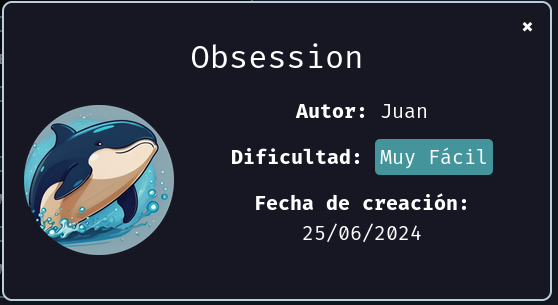 ×
Obsession
Autor: Juan
Dificultad: Muy Fácil
Fecha de creación:
25/06/2024